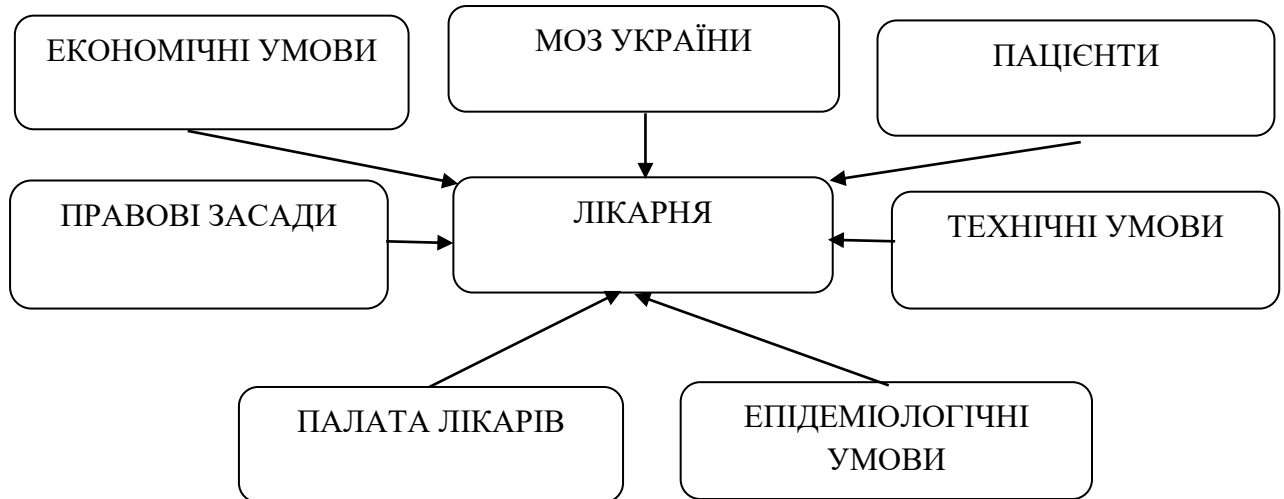 ЕКОНОМІЧНІ УМОВИ
МОЗ УКРАЇНИ
ПАЦІЄНТИ
ПРАВОВІ ЗАСАДИ
ЛІКАРНЯ
ТЕХНІЧНІ УМОВИ
ПАЛАТА ЛІКАРІВ
ЕПІДЕМІОЛОГІЧНІ
УМОВИ